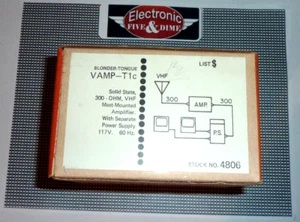 Electronic
FIVE & DIME
BLONDER-TONGUE
VAMP-T1c
Solid State,
300-OHM, VHF
Mast-Mounted
Amplifier,
With Separate
Power Supply
117V. 60 Hz.
LIST $
VHF
300
AMP.
300
P.S.
STOCK NO. 4806